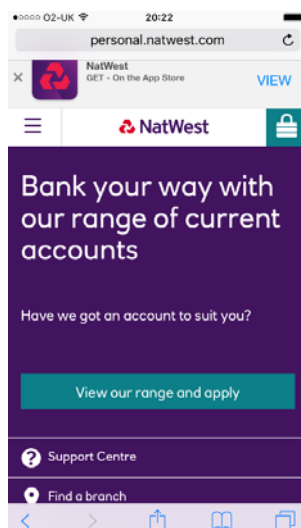 O2-UK 20:22
personal.natwest.com
NatWest
GET - On the App Store
VIEW
NatWest
Bank your way with
our range of current
accounts
Have we got an account to suit you?
View our range and apply
? Support Centre
Find a branch